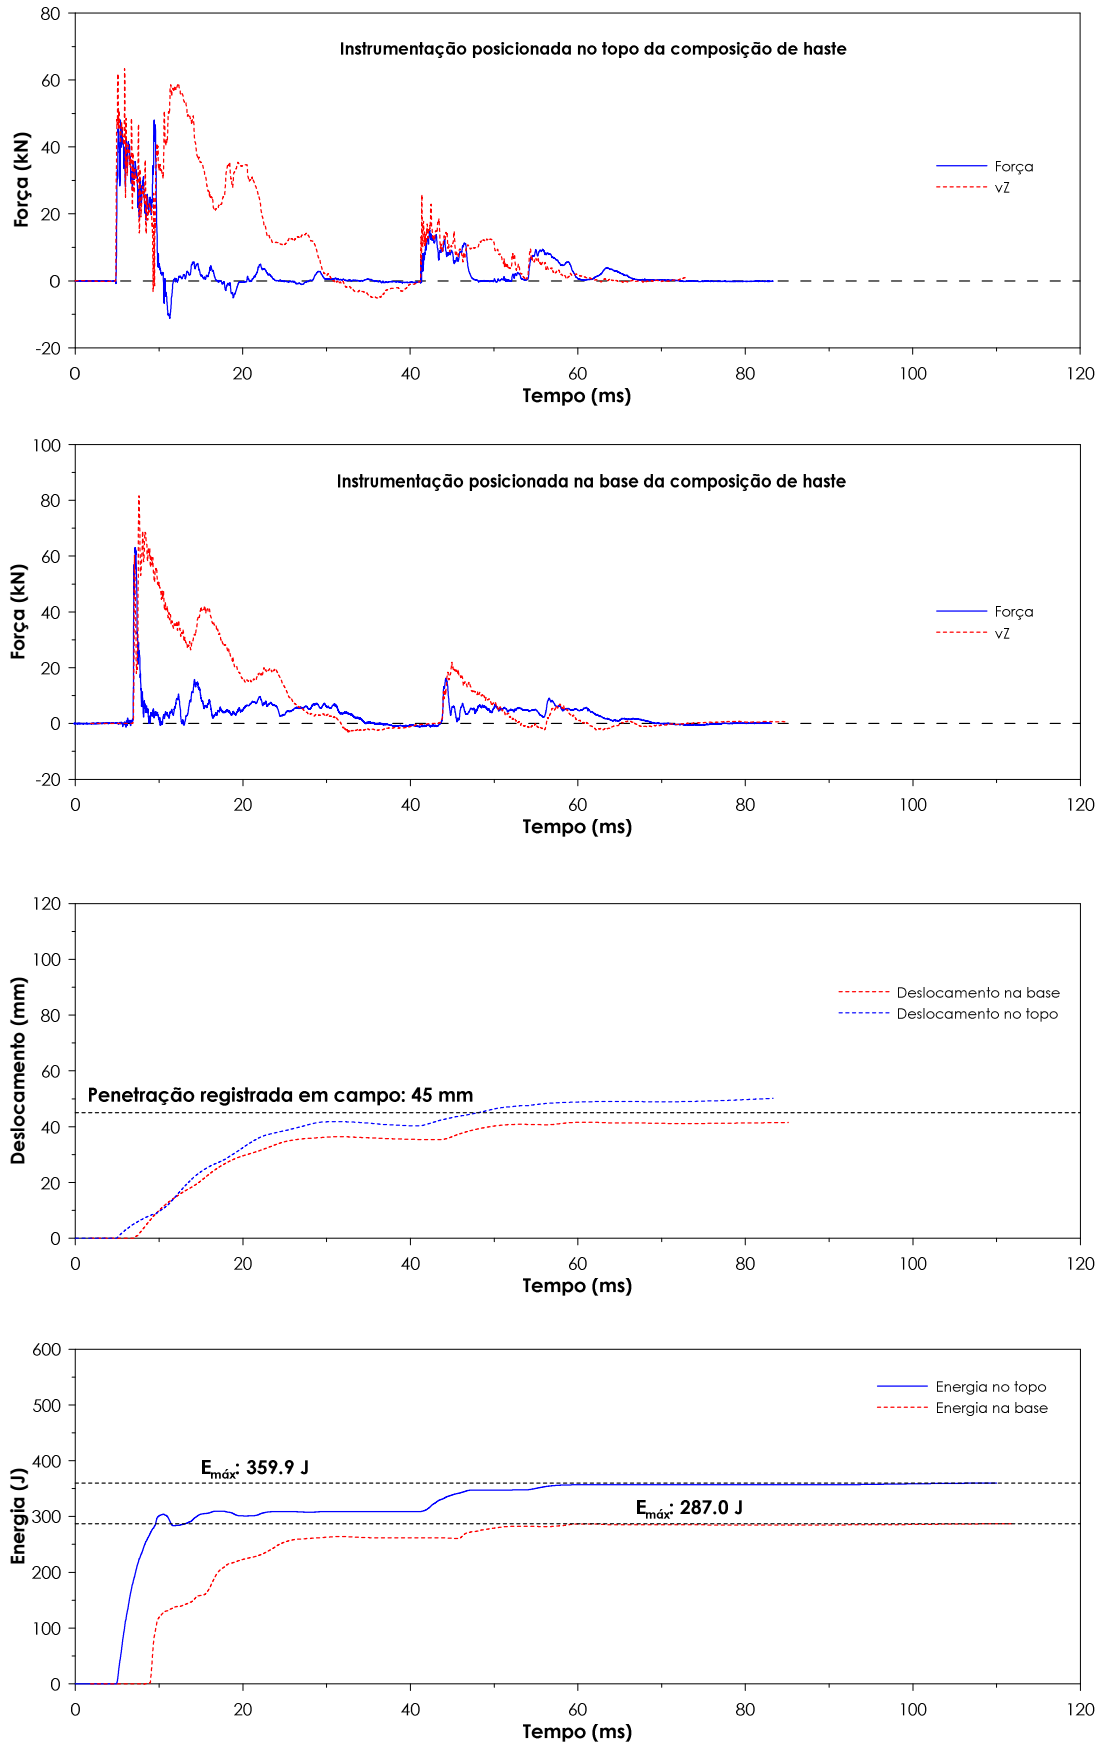 80
Instrumentação posicionada no topo da composição de haste
60
40
Força (kN)
Força
20
vZ
0
-20
0 20 40 60 80 100 120
Tempo (ms)
100
Instrumentação posicionada na base da composição de haste
80
60
40
Força (kN)
Força
vZ
20
0
-20
0 20 40 60 80 100 120
Tempo (ms)
120
100
Deslocamento na base
Deslocamento no topo
80
Deslocamento (mm)
60
Penetração registrada em campo: 45 mm
40
20
0
0 20 40 60 80 100 120
Tempo (ms)
600
Energia no topo
Energia na base
500
400
Emáx: 359.9 J
Energia (J)
Emáx: 287.0 J
300
200
100
0
0 20 40 60 80 100 120
Tempo (ms)